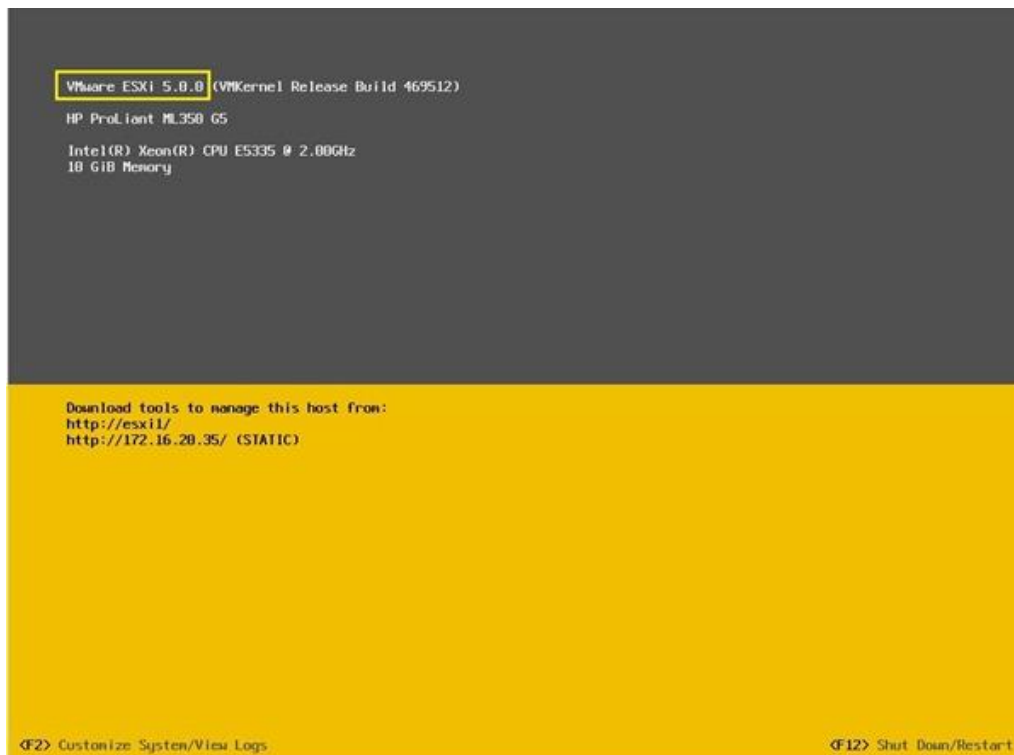 VMware ESXi 5.0.0 (VMKernel Release Build 469512)
HP ProLiant ML350 G5
Intel(R) Xeon(R) CPU E5335 @ 2.00GHz
10 GiB Memory
Download tools to manage this host from:
http://esxi1/
http://172.16.20.35/ (STATIC)
<F2> Customize System/View Logs
<F12> Shut Down/Restart